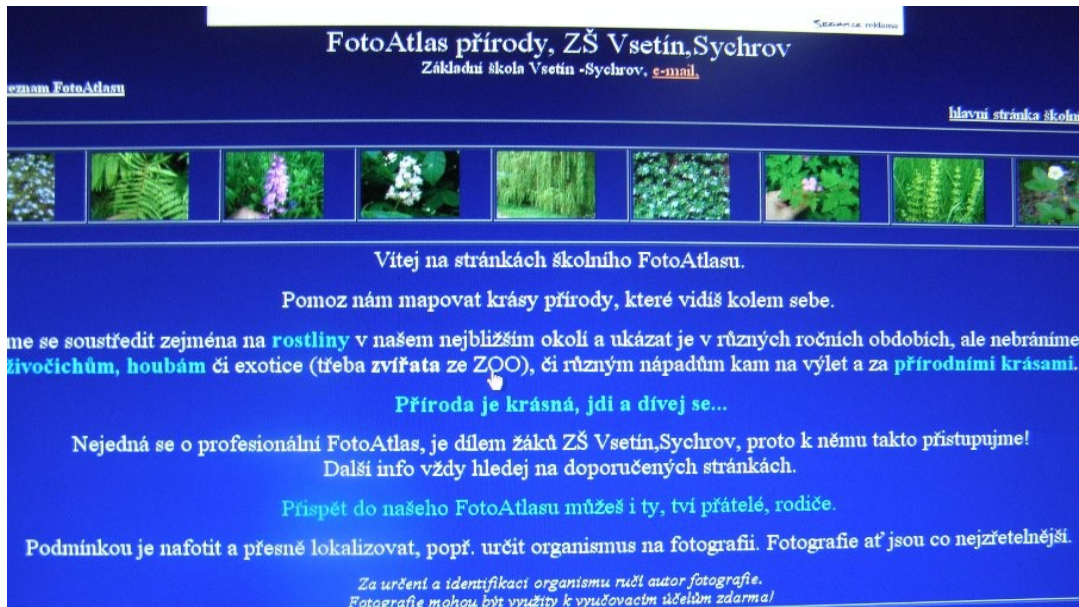 reklama
FotoAtlas přírody, ZŠ Vsetín,Sychrov
Základní škola Vsetín -Sychrov, e-mail,
eznam FotoAtlasu
hlavní stránka školn
Vítej na stránkách školního FotoAtlasu.
Pomoz nám mapovat krásy přírody, které vidíš kolem sebe.
me se soustředit zejména na rostliny v našem nejbližším okolí a ukázat je v různých ročních obdobích, ale nebráníme
živočichům, houbám či exotice (třeba zvířata ze ZOO), či různým nápadům kam na výlet a za přírodními krásami.
Příroda je krásná, jdi a dívej se...
Nejedná se o profesionální FotoAtlas, je dílem žáků ZŠ Vsetín,Sychrov, proto k němu takto přistupujme!
Další info vždy hledej na doporučených stránkách.
Přispět do našeho FotoAtlasu můžeš i ty, tví přátelé, rodiče.
Podmínkou je nafotit a přesně lokalizovat, popř. určit organismus na fotografii. Fotografie ať jsou co nejzřetelnější.
Za určení a identifikaci organismu ručí autor fotografie.
Fotografie mohou být využity k vyučovacím účelům zdarma!